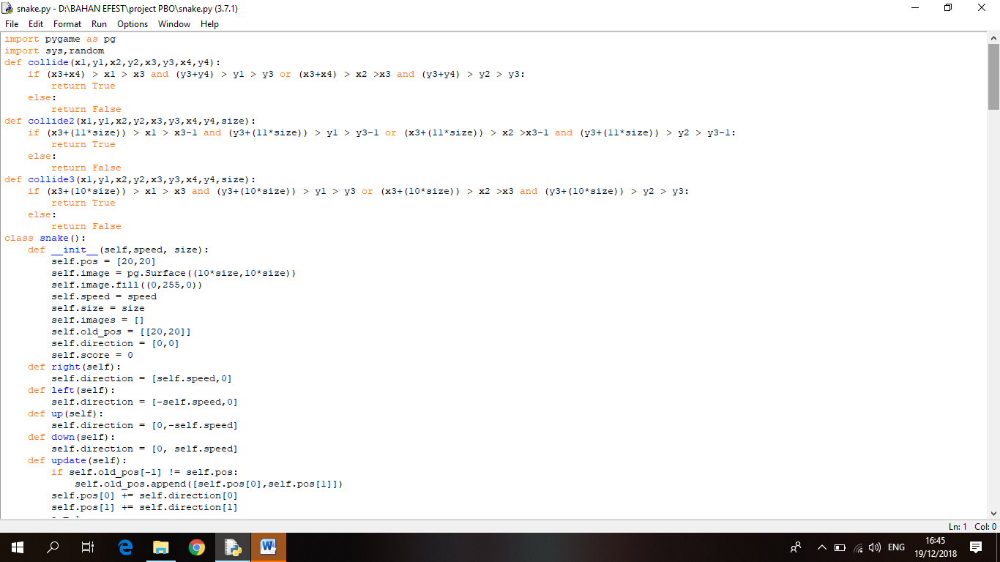 snake.py - D:\BAHAN EFEST\project PBO\snake.py (3.7.1)
File Edit Format Run Options Window Help
import pygame as pg
import sys,random
def collide(x1,y1,x2,y2,x3,y3,x4,y4):
    if (x3+x4) > x1 > x3 and (y3+y4) > y1 > y3 or (x3+x4) > x2 >x3 and (y3+y4) > y2 > y3:
        return True
    else:
        return False
def collide2(x1,y1,x2,y2,x3,y3,x4,y4,size):
    if (x3+(11*size)) > x1 > x3-1 and (y3+(11*size)) > y1 > y3-1 or (x3+(11*size)) > x2 >x3-1 and (y3+(11*size)) > y2 > y3-1:
        return True
    else:
        return False
def collide3(x1,y1,x2,y2,x3,y3,x4,y4,size):
    if (x3+(10*size)) > x1 > x3 and (y3+(10*size)) > y1 > y3 or (x3+(10*size)) > x2 >x3 and (y3+(10*size)) > y2 > y3:
        return True
    else:
        return False
class snake():
    def __init__(self,speed, size):
        self.pos = [20,20]
        self.image = pg.Surface((10*size,10*size))
        self.image.fill((0,255,0))
        self.speed = speed
        self.size = size
        self.images = []
        self.old_pos = [[20,20]]
        self.direction = [0,0]
        self.score = 0
    def right(self):
        self.direction = [self.speed,0]
    def left(self):
        self.direction = [-self.speed,0]
    def up(self):
        self.direction = [0,-self.speed]
    def down(self):
        self.direction = [0, self.speed]
    def update(self):
        if self.old_pos[-1] != self.pos:
            self.old_pos.append([self.pos[0],self.pos[1]])
        self.pos[0] += self.direction[0]
        self.pos[1] += self.direction[1]
Ln: 1 Col: 0
ENG
16:45
19/12/2018